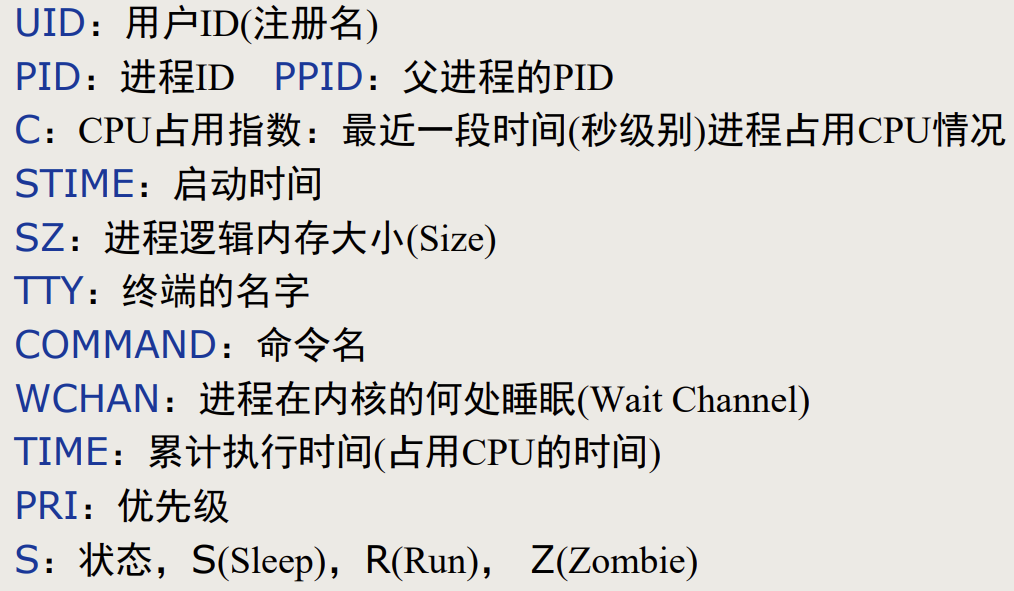 UID：用户ID(注册名)
PID：进程ID PPID：父进程的PID
C：CPU占用指数：最近一段时间(秒级别)进程占用CPU情况
STIME：启动时间
SZ：进程逻辑内存大小(Size)
TTY：终端的名字
COMMAND：命令名
WCHAN：进程在内核的何处睡眠(Wait Channel)
TIME：累计执行时间(占用CPU的时间)
PRI：优先级
S：状态，S(Sleep)，R(Run)， Z(Zombie)